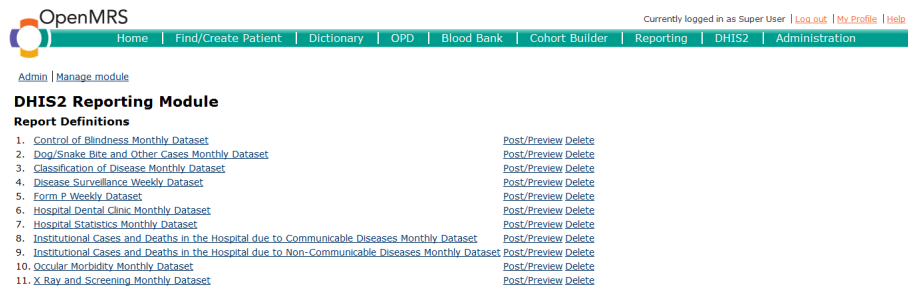 OpenMRS
Currently logged in as Super User | Log out | My Profile | Help
Home | Find/Create Patient | Dictionary | OPD | Blood Bank | Cohort Builder | Reporting | DHIS2 | Administration
Admin | Manage module
DHIS2 Reporting Module
Report Definitions
1. Control of Blindness Monthly Dataset Post/Preview Delete
2. Dog/Snake Bite and Other Cases Monthly Dataset Post/Preview Delete
3. Classification of Disease Monthly Dataset Post/Preview Delete
4. Disease Surveillance Weekly Dataset Post/Preview Delete
5. Form P Weekly Dataset Post/Preview Delete
6. Hospital Dental Clinic Monthly Dataset Post/Preview Delete
7. Hospital Statistics Monthly Dataset Post/Preview Delete
8. Institutional Cases and Deaths in the Hospital due to Communicable Diseases Monthly Dataset Post/Preview Delete
9. Institutional Cases and Deaths in the Hospital due to Non-Communicable Diseases Monthly Dataset Post/Preview Delete
10. Occular Morbidity Monthly Dataset Post/Preview Delete
11. X Ray and Screening Monthly Dataset Post/Preview Delete